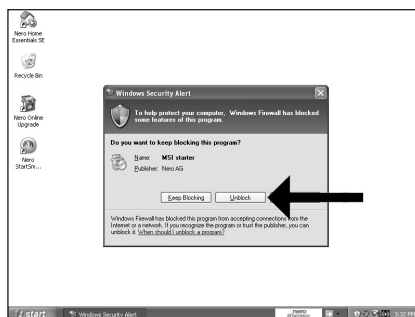 Nero Home
Essentials SE
Recycle Bin
Nero Online
Upgrade
Nero
StartSm...
Windows Security Alert
To help protect your computer, Windows Firewall has blocked
some features of this program.
Do you want to keep blocking this program?
Name: MSI starter
Publisher: Nero AG
Keep Blocking
Unblock
Windows Firewall has blocked this program from accepting connections from the
Internet or a network. If you recognize the program or trust the publisher, you can
unblock it. When should I unblock a program?
start
Windows Security Alert
nero
3:32 PM